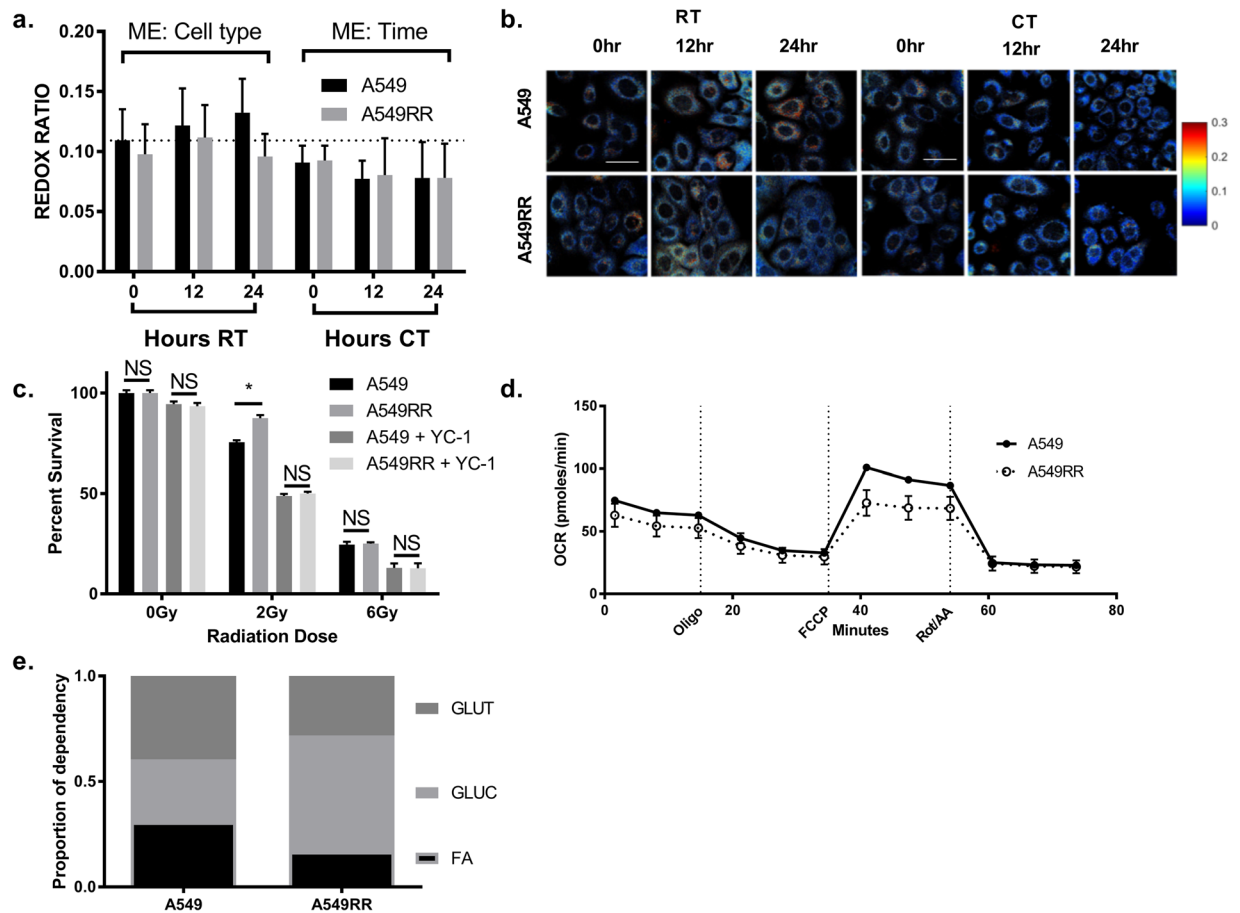 a.
ME: Cell type
ME: Time
0.20
0.15
0.10
0.05
0.00
REDOX RATIO
A549
A549RR
0 12 24 0 12 24
Hours RT
Hours CT
b.
RT
CT
0hr 12hr 24hr 0hr 12hr 24hr
A549
A549RR
0.3
0.2
0.1
0
c.
Percent Survival
100
50
0
NS
NS
*
NS
NS
NS
A549
A549RR
A549 + YC-1
A549RR + YC-1
0Gy 2Gy 6Gy
Radiation Dose
d.
OCR (pmoles/min)
150
100
50
0
A549
A549RR
0 20 40 60 80
Oligo
FCCP
Rot/AA
Minutes
e.
Proportion of dependency
1.0
0.5
0.0
GLUT
GLUC
FA
A549 A549RR